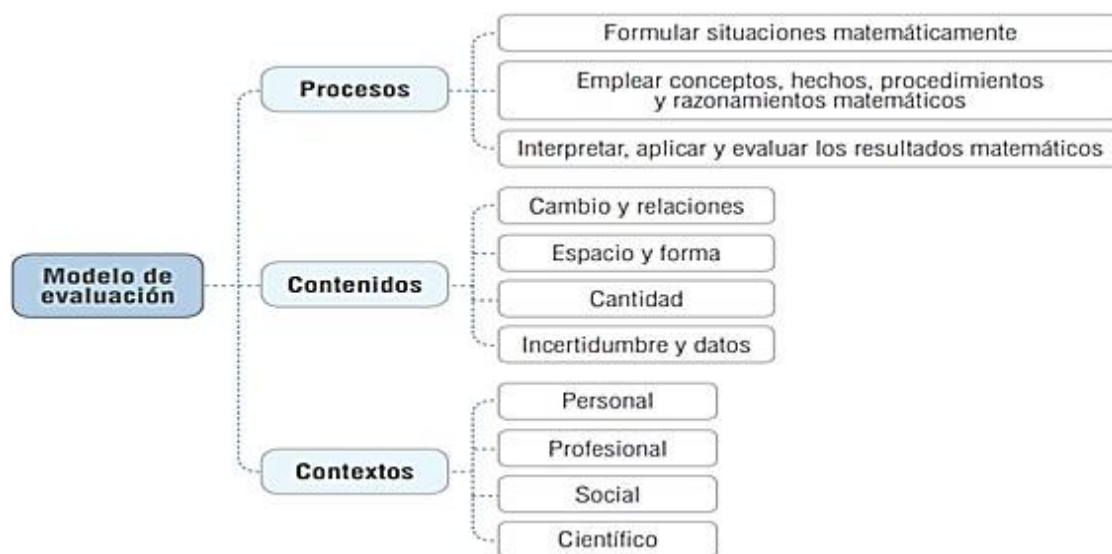 Modelo de
evaluación
Procesos
Formular situaciones matemáticamente
Emplear conceptos, hechos, procedimientos
y razonamientos matemáticos
Interpretar, aplicar y evaluar los resultados matemáticos
Contenidos
Cambio y relaciones
Espacio y forma
Cantidad
Incertidumbre y datos
Contextos
Personal
Profesional
Social
Científico